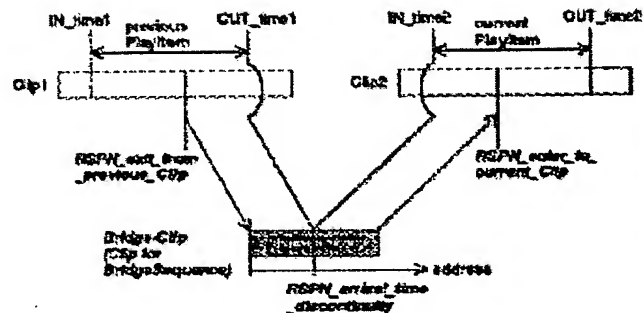 IN_time1
previous
PlayItem
OUT_time1
IN_time2
current
PlayItem
OUT_time2
Clip1
Clip2
RSPN_exit_from
_previous_Clip
RSPN_enter_to_
current_Clip
Bridge-Clip
(Clip for
BridgeSequence)
address
RSPN_arrival_time
_discontinuity